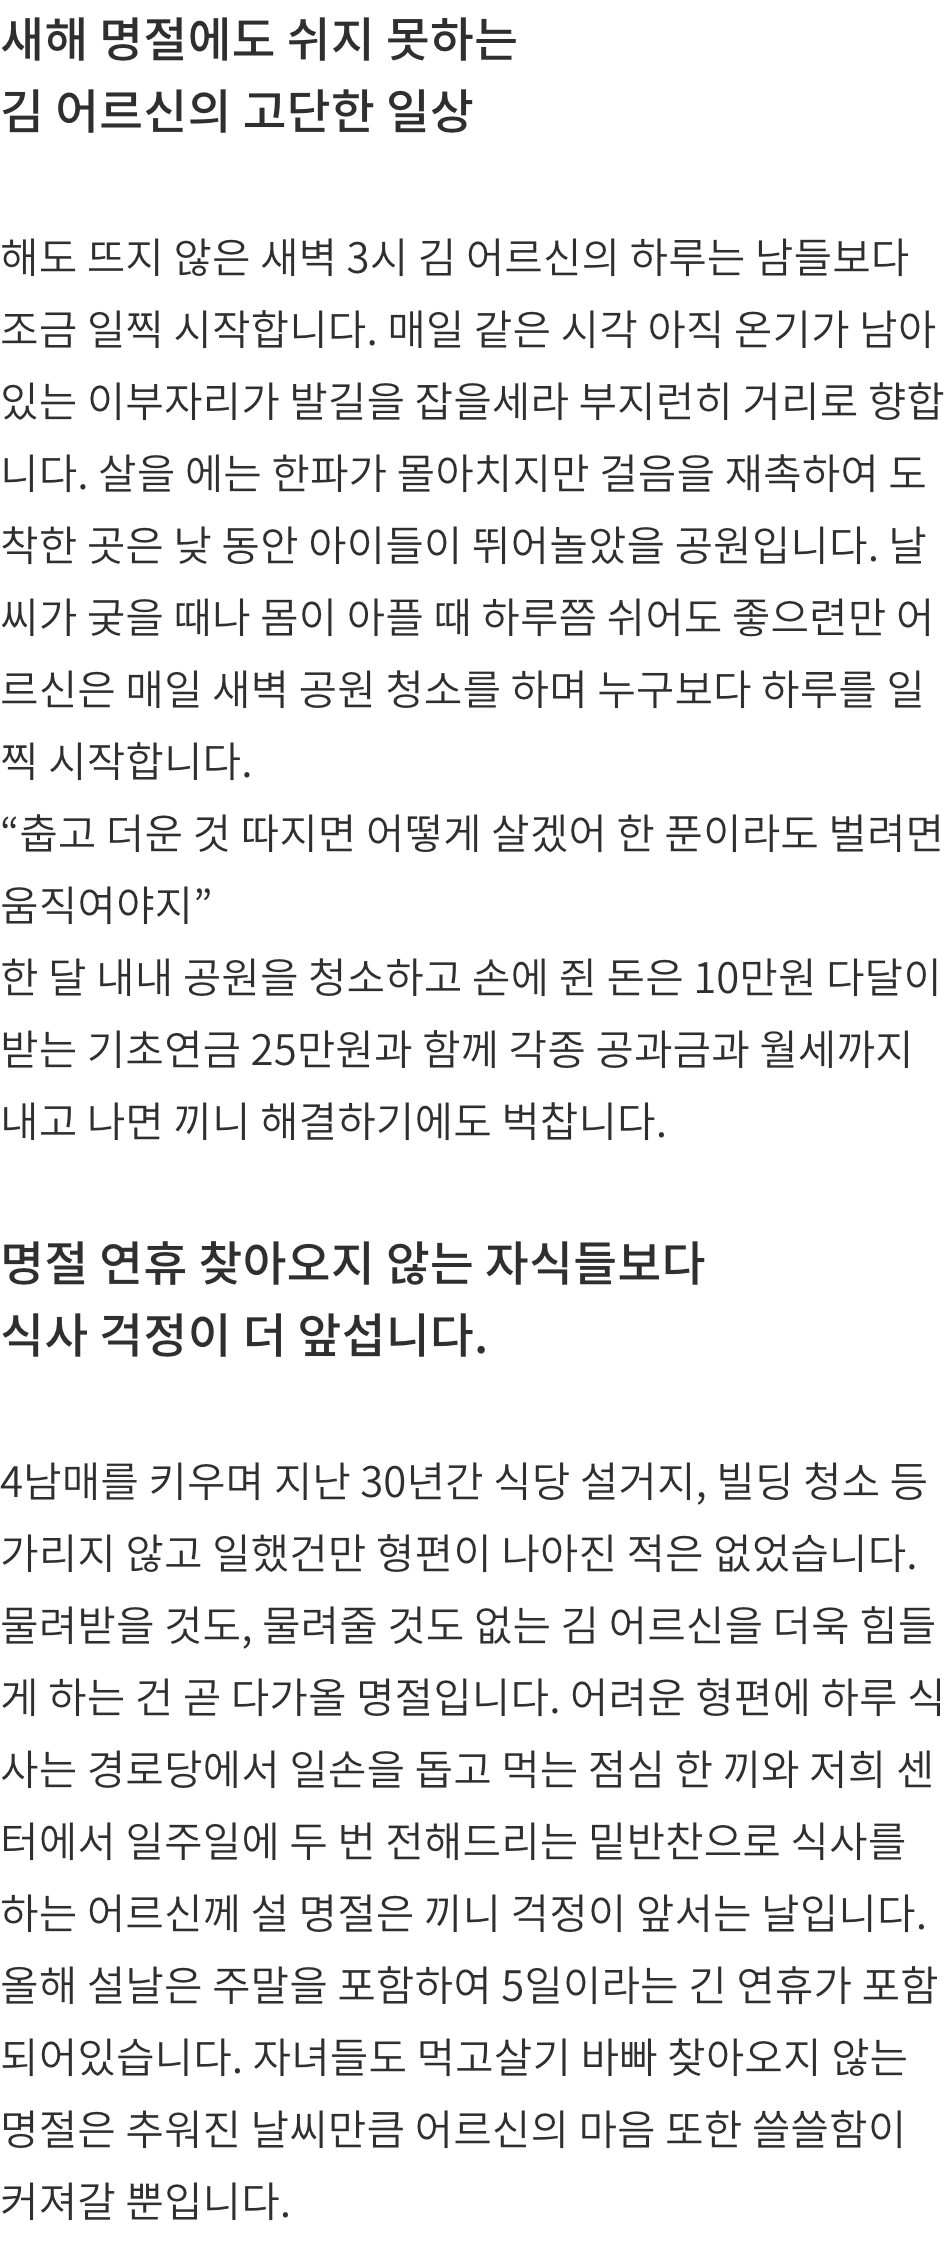 새해 명절에도 쉬지 못하는
김 어르신의 고단한 일상
해도 뜨지 않은 새벽 3시 김 어르신의 하루는 남들보다
조금 일찍 시작합니다. 매일 같은 시각 아직 온기가 남아
있는 이부자리가 발길을 잡을세라 부지런히 거리로 향합
니다. 살을 에는 한파가 몰아치지만 걸음을 재촉하여 도
착한 곳은 낮 동안 아이들이 뛰어놀았을 공원입니다. 날
씨가 궂을 때나 몸이 아플 때 하루쯤 쉬어도 좋으련만 어
르신은 매일 새벽 공원 청소를 하며 누구보다 하루를 일
찍 시작합니다.
“춥고 더운 것 따지면 어떻게 살겠어 한 푼이라도 벌려면
움직여야지”
한 달 내내 공원을 청소하고 손에 쥔 돈은 10만원 다달이
받는 기초연금 25만원과 함께 각종 공과금과 월세까지
내고 나면 끼니 해결하기에도 벅찹니다.
명절 연휴 찾아오지 않는 자식들보다
식사 걱정이 더 앞섭니다.
4남매를 키우며 지난 30년간 식당 설거지, 빌딩 청소 등
가리지 않고 일했건만 형편이 나아진 적은 없었습니다.
물려받을 것도, 물려줄 것도 없는 김 어르신을 더욱 힘들
게 하는 건 곧 다가올 명절입니다. 어려운 형편에 하루 식
사는 경로당에서 일손을 돕고 먹는 점심 한 끼와 저희 센
터에서 일주일에 두 번 전해드리는 밑반찬으로 식사를
하는 어르신께 설 명절은 끼니 걱정이 앞서는 날입니다.
올해 설날은 주말을 포함하여 5일이라는 긴 연휴가 포함
되어있습니다. 자녀들도 먹고살기 바빠 찾아오지 않는
명절은 추워진 날씨만큼 어르신의 마음 또한 쓸쓸함이
커져갈 뿐입니다.